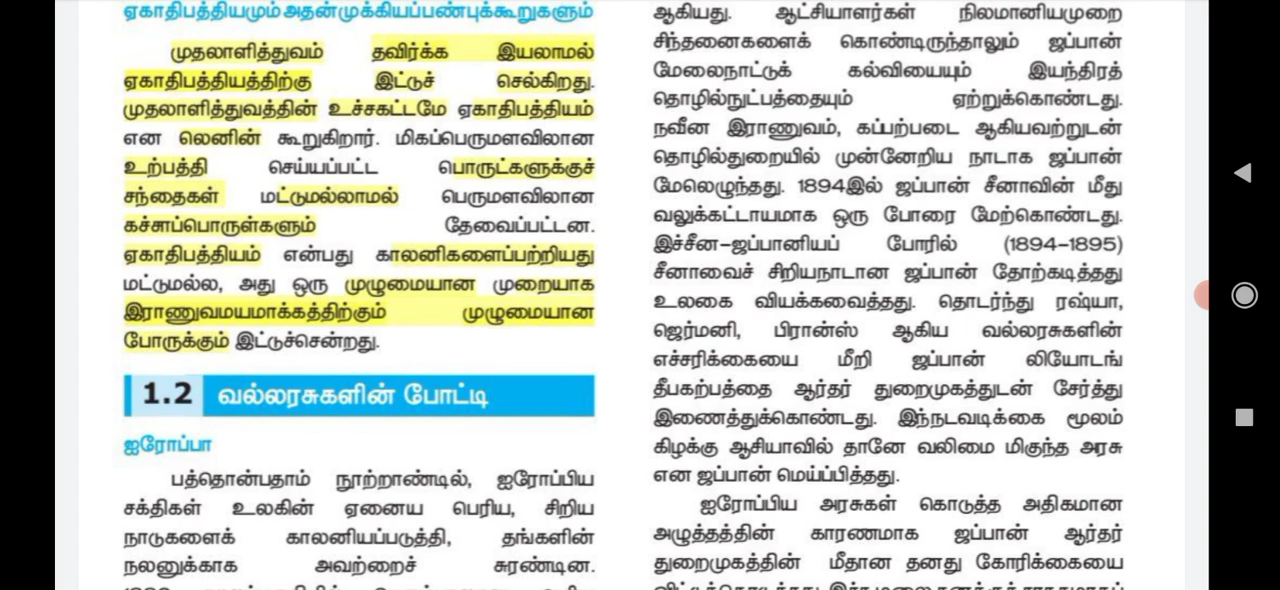 ஏகாதிபத்தியமும் அதன் முக்கியப் பண்புக்கூறுகளும்
முதலாளித்துவம் தவிர்க்க இயலாமல்
ஏகாதிபத்தியத்திற்கு இட்டுச் செல்கிறது.
முதலாளித்துவத்தின் உச்சகட்டமே ஏகாதிபத்தியம்
என லெனின் கூறுகிறார். மிகப்பெருமளவிலான
உற்பத்தி செய்யப்பட்ட பொருட்களுக்குச்
சந்தைகள் மட்டுமல்லாமல் பெருமளவிலான
கச்சாப்பொருள்களும் தேவைப்பட்டன.
ஏகாதிபத்தியம் என்பது காலனிகளைப்பற்றியது
மட்டுமல்ல, அது ஒரு முழுமையான முறையாக
இராணுவமயமாக்கத்திற்கும் முழுமையான
போருக்கும் இட்டுச்சென்றது.
1.2 வல்லரசுகளின் போட்டி
ஐரோப்பா
பத்தொன்பதாம் நூற்றாண்டில், ஐரோப்பிய
சக்திகள் உலகின் ஏனைய பெரிய, சிறிய
நாடுகளைக் காலனியப்படுத்தி, தங்களின்
நலனுக்காக அவற்றைச் சுரண்டின.
ஆகியது. ஆட்சியாளர்கள் நிலமானியமுறை
சிந்தனைகளைக் கொண்டிருந்தாலும் ஜப்பான்
மேலைநாட்டுக் கல்வியையும் இயந்திரத்
தொழில்நுட்பத்தையும் ஏற்றுக்கொண்டது.
நவீன இராணுவம், கப்பற்படை ஆகியவற்றுடன்
தொழில்துறையில் முன்னேறிய நாடாக ஜப்பான்
மேலெழுந்தது. 1894இல் ஜப்பான் சீனாவின் மீது
வலுக்கட்டாயமாக ஒரு போரை மேற்கொண்டது.
இச்சீன–ஜப்பானியப் போரில் (1894–1895)
சீனாவைச் சிறியநாடான ஜப்பான் தோற்கடித்தது
உலகை வியக்கவைத்தது. தொடர்ந்து ரஷ்யா,
ஜெர்மனி, பிரான்ஸ் ஆகிய வல்லரசுகளின்
எச்சரிக்கையை மீறி ஜப்பான் லியோடங்
தீபகற்பத்தை ஆர்தர் துறைமுகத்துடன் சேர்த்து
இணைத்துக்கொண்டது. இந்நடவடிக்கை மூலம்
கிழக்கு ஆசியாவில் தானே வலிமை மிகுந்த அரசு
என ஜப்பான் மெய்ப்பித்தது.
ஐரோப்பிய அரசுகள் கொடுத்த அதிகமான
அழுத்தத்தின் காரணமாக ஜப்பான் ஆர்தர்
துறைமுகத்தின் மீதான தனது கோரிக்கையை